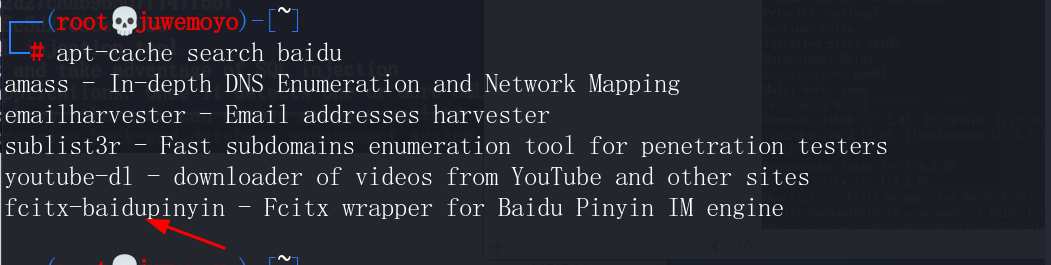 (root💀juwemoyo)-[~]
# apt-cache search baidu
amass - In-depth DNS Enumeration and Network Mapping
emailharvester - Email addresses harvester
sublist3r - Fast subdomains enumeration tool for penetration testers
youtube-dl - downloader of videos from YouTube and other sites
fcitx-baidupinyin - Fcitx wrapper for Baidu Pinyin IM engine